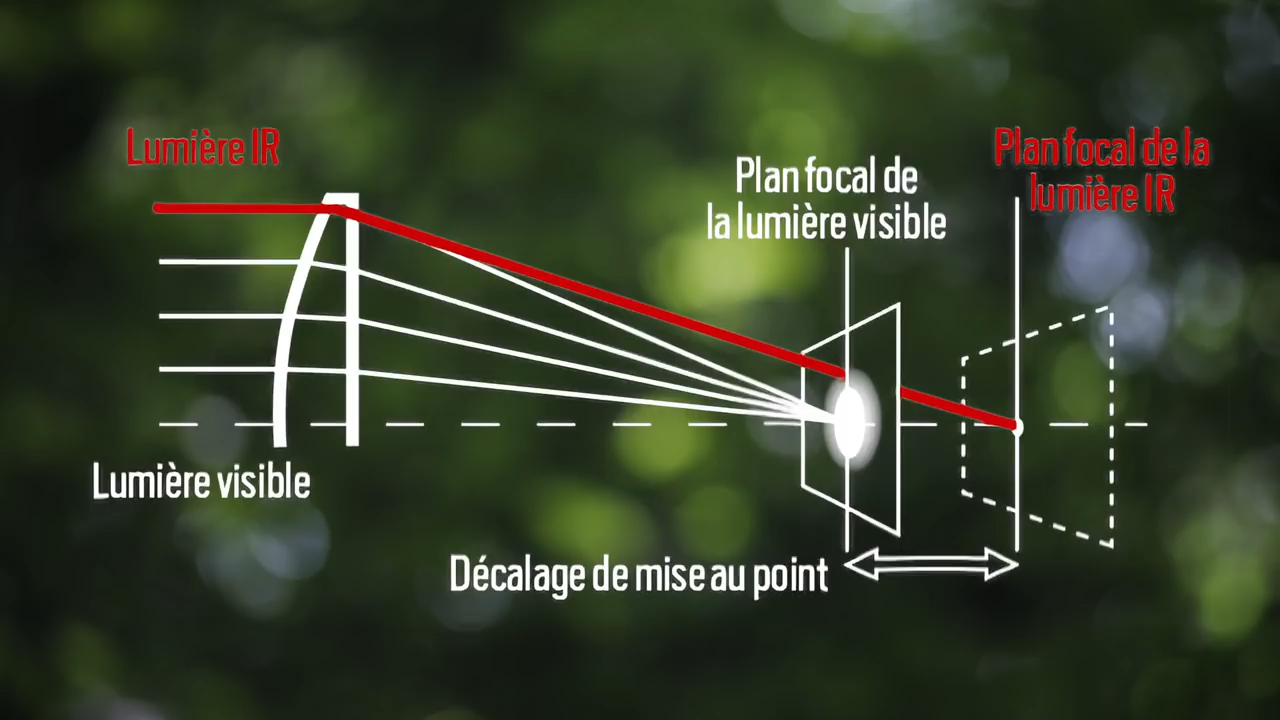 Lumière IR
Plan focal de la
lumière IR
Plan focal de
la lumière visible
Lumière visible
Décalage de mise au point